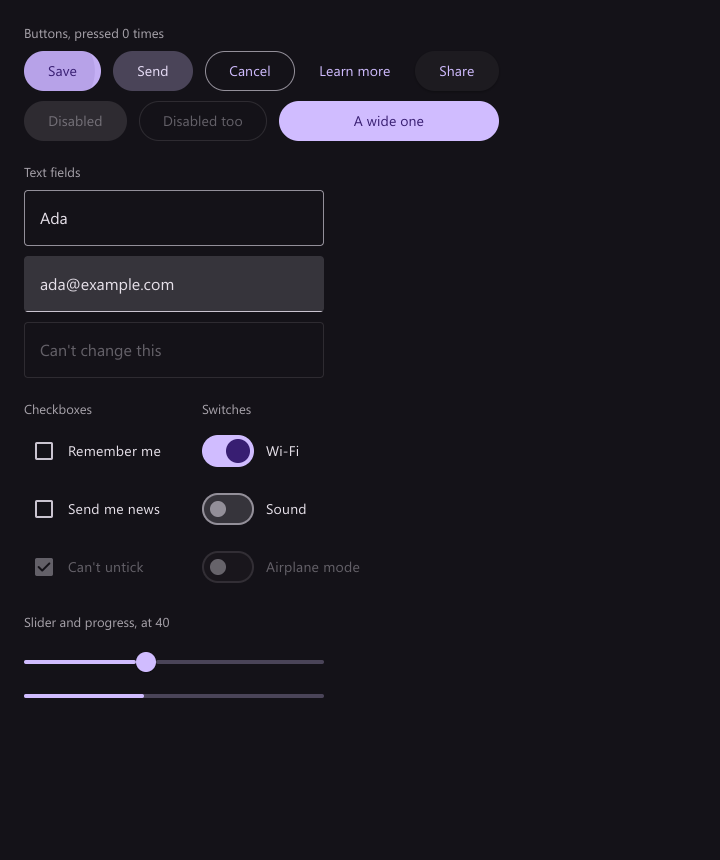 Buttons, pressed 0 times
Save Send Cancel Learn more Share
Disabled Disabled too A wide one
Text fields
Ada
ada@example.com
Can't change this
Checkboxes Switches
Remember me Wi-Fi
Send me news Sound
Can't untick Airplane mode
Slider and progress, at 40